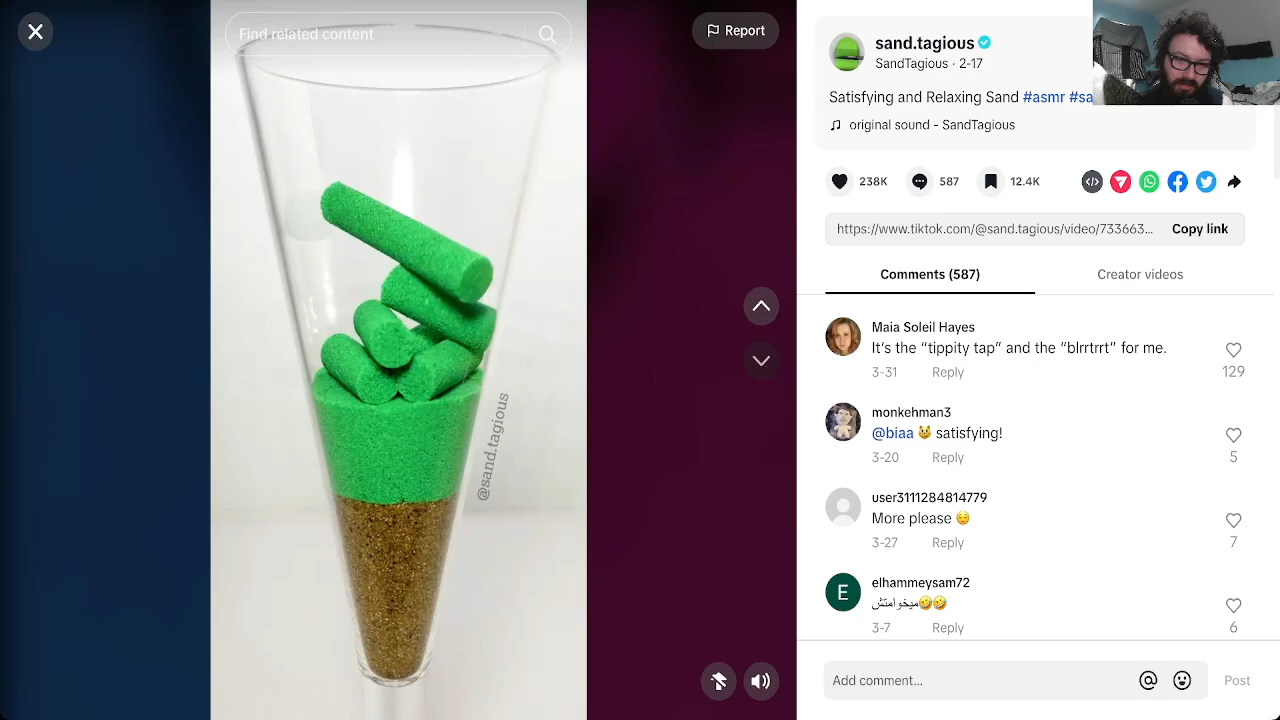 Find related content
Report
@sand.tagious
sand.tagious
SandTagious · 2-17
Satisfying and Relaxing Sand #asmr
original sound - SandTagious
238K
587
12.4K
https://www.tiktok.com/@sand.tagious/video/733663...
Copy link
Comments (587)
Creator videos
Maia Soleil Hayes
It's the “tippity tap” and the “blrrtrrt” for me.
3-31 Reply
129
monkehman3
@biaa 😼 satisfying!
3-20 Reply
5
user3111284814779
More please 😌
3-27 Reply
7
E
elhammeysam72
میخوامتش🤣🤣
3-7 Reply
6
Add comment...
Post